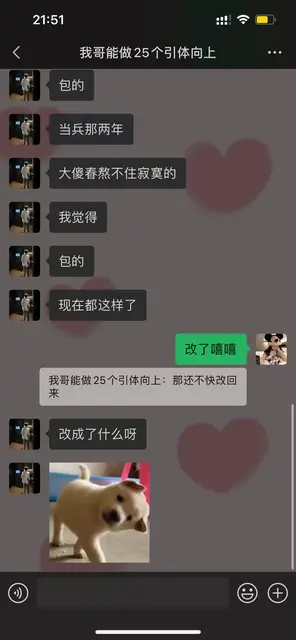 21:51
我哥能做25个引体向上
包的
当兵那两年
大傻春熬不住寂寞的
我觉得
包的
现在都这样了
改了嘻嘻
我哥能做25个引体向上：那还不快改回
来
改成了什么呀